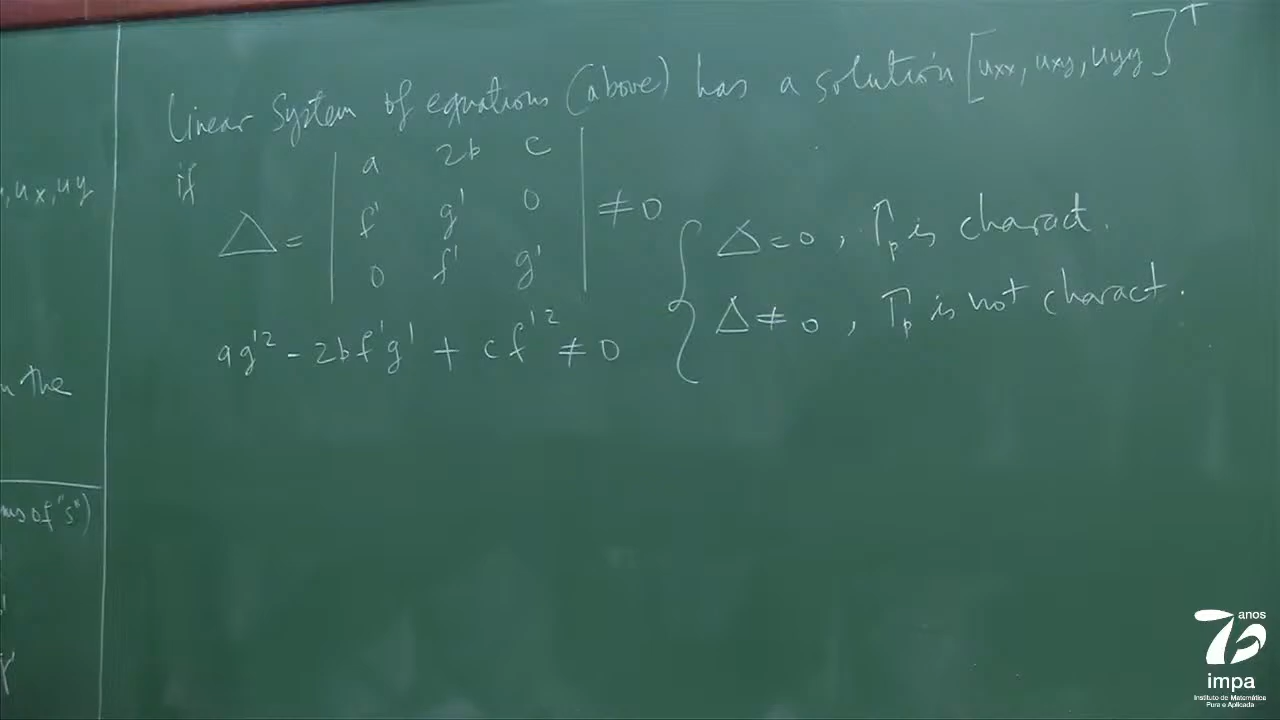 Linear System of equations (above) has a solution [uxx, uxy, uyy]ᵀ
if
Δ = | a 2b c |
| f' g' 0 | ≠ 0
| 0 f' g' |
ag'² - 2bf'g' + cf'² ≠ 0
{ Δ = 0, Γp is charact.
Δ ≠ 0, Γp is not charact.
, ux, uy
the
of "s")
70 anos
impa
Instituto de Matemática
Pura e Aplicada